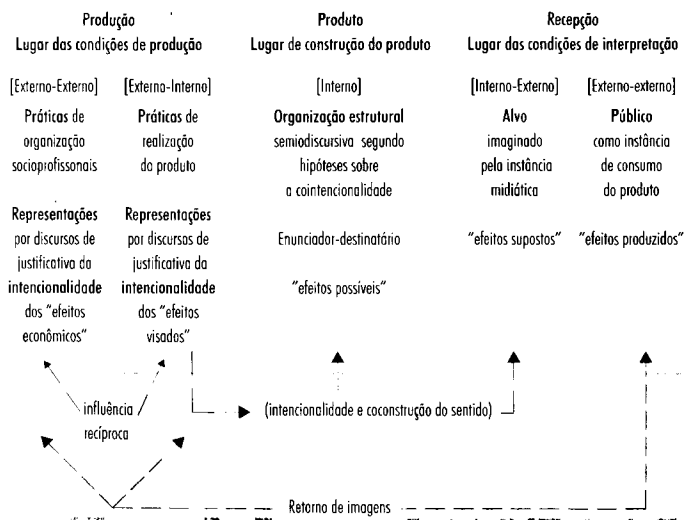 Produção
Lugar das condições de produção
Produto
Lugar de construção do produto
Recepção
Lugar das condições de interpretação
[Externo-Externo]
Práticas de
organização
socioprofissonais
Representações
por discursos de
justificativa da
intencionalidade
dos "efeitos
econômicos"
[Externo-Interno]
Práticas de
realização
do produto
Representações
por discursos de
justificativa da
intencionalidade
dos "efeitos
visados"
[Interno]
Organização estrutural
semiodiscursiva segundo
hipóteses sobre
a cointencionalidade
Enunciador-destinatário
"efeitos possíveis"
[Interno-Externo]
Alvo
imaginado
pela instância
midiática
"efeitos supostos"
[Externo-externo]
Público
como instância
de consumo
do produto
"efeitos produzidos"
influência
recíproca
(intencionalidade e coconstrução do sentido)
Retorno de imagens